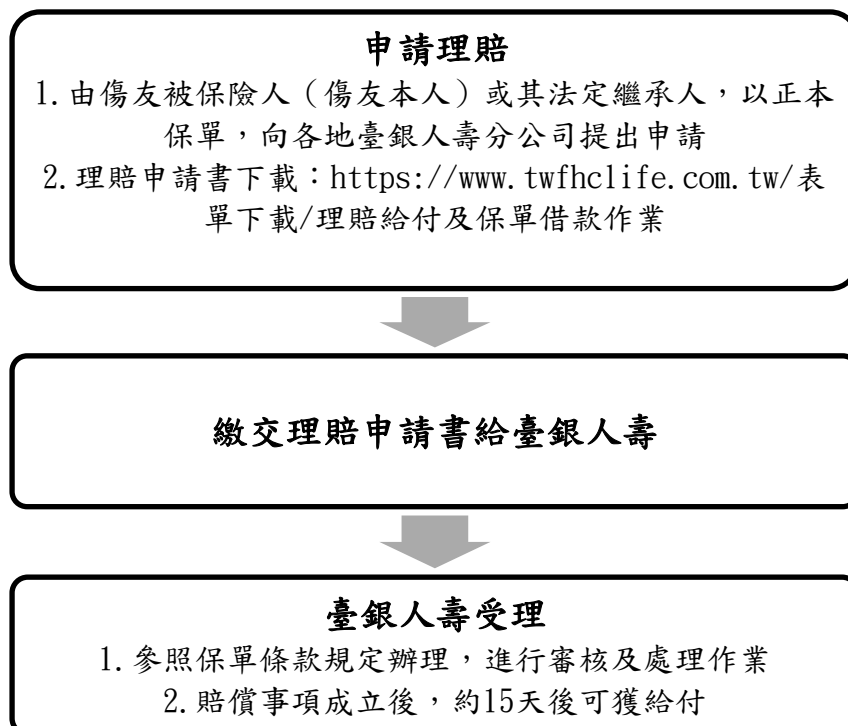 申請理賠
1.由傷友被保險人（傷友本人）或其法定繼承人，以正本
保單，向各地臺銀人壽分公司提出申請
2.理賠申請書下載：https://www.twfhclife.com.tw/表
單下載/理賠給付及保單借款作業
繳交理賠申請書給臺銀人壽
臺銀人壽受理
1.參照保單條款規定辦理，進行審核及處理作業
2.賠償事項成立後，約15天後可獲給付